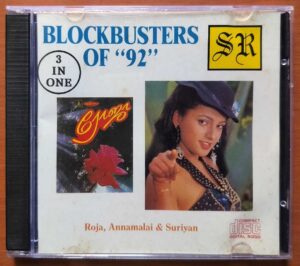 BLOCKBUSTERS
OF "92"
SR
3
IN
ONE
ரோஜா
Roja, Annamalai & Suriyan
COMPACT
disc
DIGITAL AUDIO